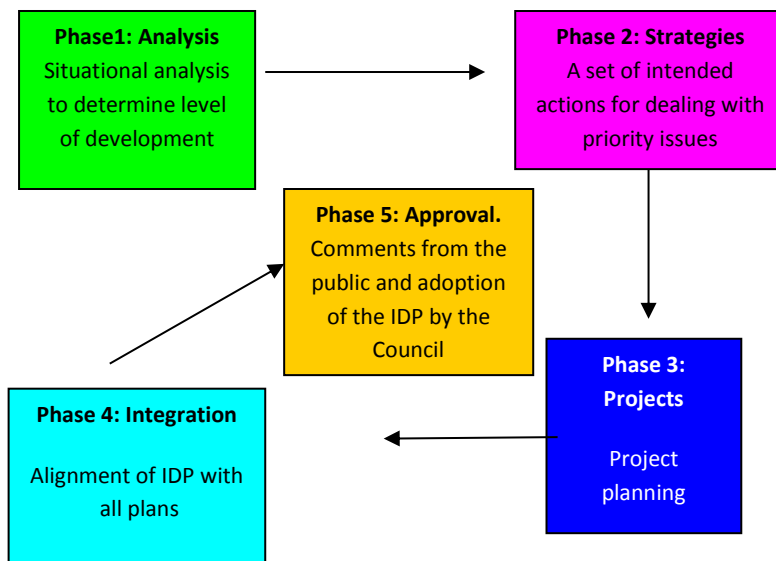 Phase1: Analysis
Situational analysis
to determine level
of development
Phase 2: Strategies
A set of intended
actions for dealing with
priority issues
Phase 5: Approval.
Comments from the
public and adoption
of the IDP by the
Council
Phase 3:
Projects
Project
planning
Phase 4: Integration
Alignment of IDP with
all plans